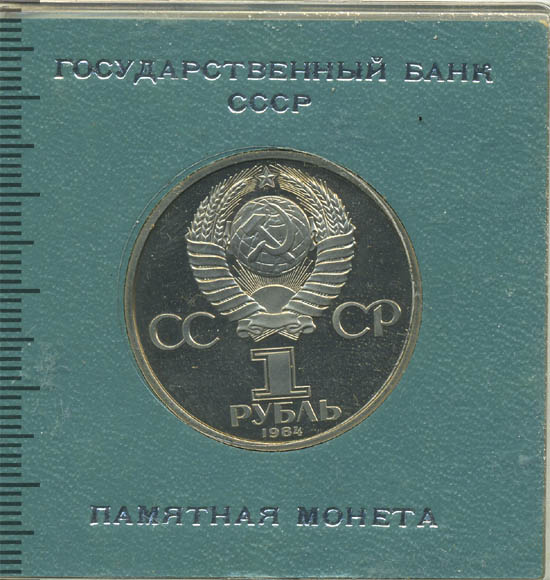 ГОСУДАРСТВЕННЫЙ БАНК
СССР
СС СР
1
РУБЛЬ
1984
ПАМЯТНАЯ МОНЕТА